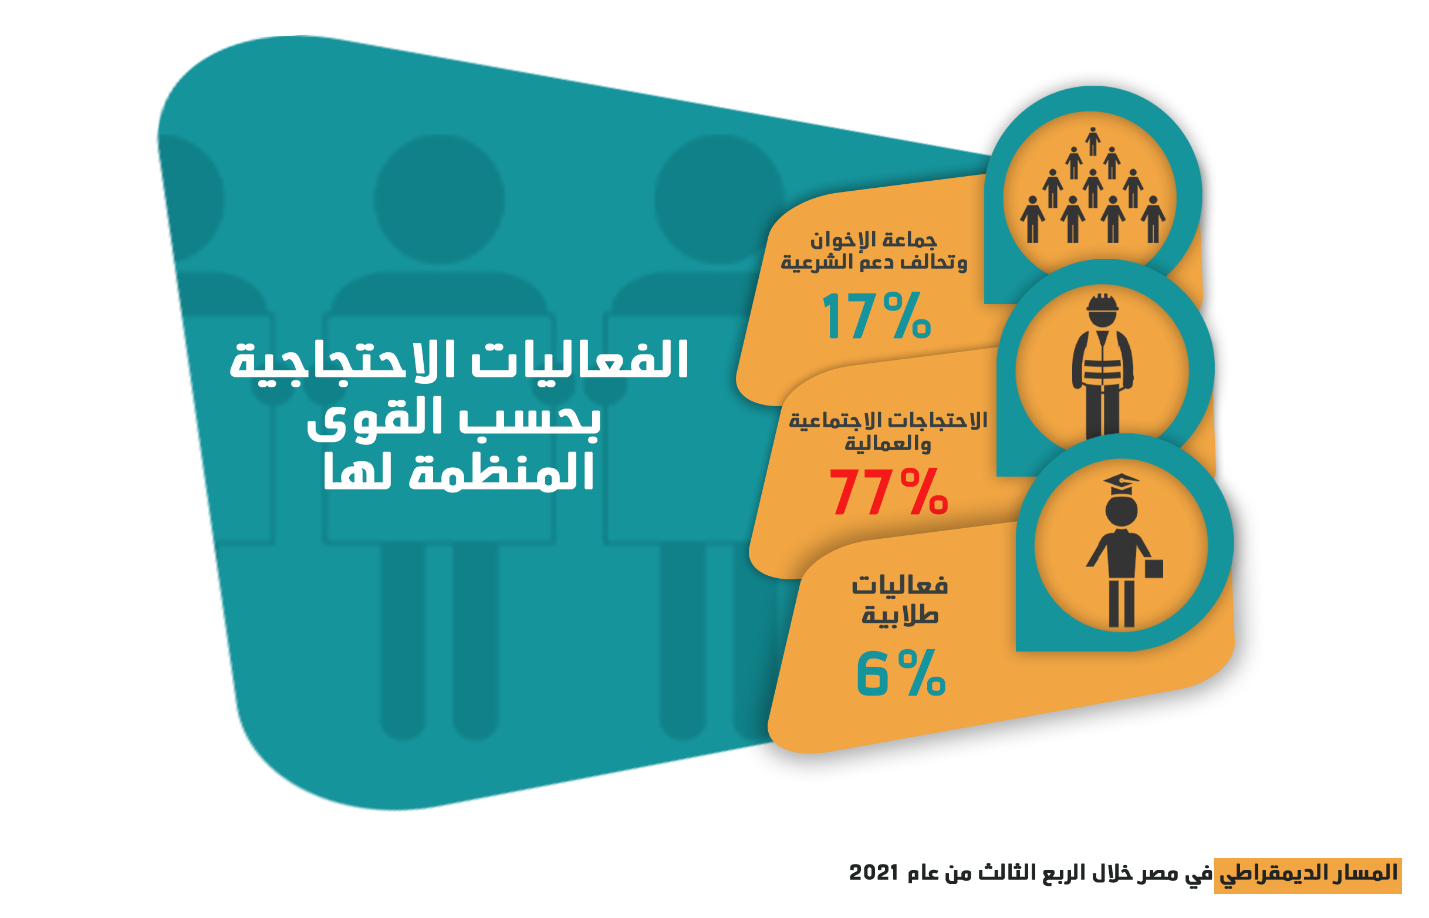 الفعاليات الاحتجاجية
بحسب القوى
المنظمة لها
جماعة الإخوان
وتحالف دعم الشرعية
17%
الاحتجاجات الاجتماعية
والعمالية
77%
فعاليات
طلابية
6%
المسار الديمقراطي في مصر خلال الربع الثالث من عام 2021